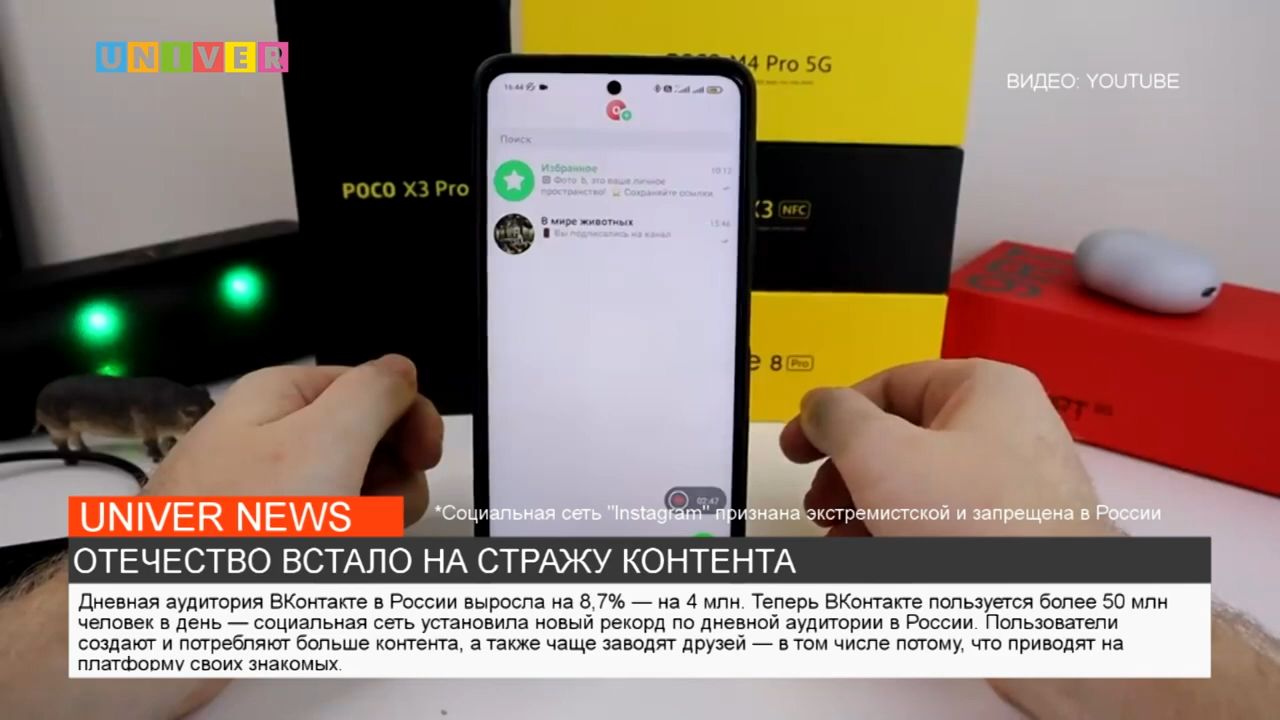 UNIVER
ВИДЕО: YOUTUBE
POCO M4 Pro 5G
POCO X3 Pro
X3 NFC
8 Pro
16:44
Поиск
Избранное 10:12
Фото Ь, это ваше личное
пространство! Сохраняйте ссылки,
В мире животных 15:46
Вы подписались на канал
02:47
UNIVER NEWS
*Социальная сеть "Instagram" признана экстремистской и запрещена в России
ОТЕЧЕСТВО ВСТАЛО НА СТРАЖУ КОНТЕНТА
Дневная аудитория ВКонтакте в России выросла на 8,7% — на 4 млн. Теперь ВКонтакте пользуется более 50 млн
человек в день — социальная сеть установила новый рекорд по дневной аудитории в России. Пользователи
создают и потребляют больше контента, а также чаще заводят друзей — в том числе потому, что приводят на
платформу своих знакомых.